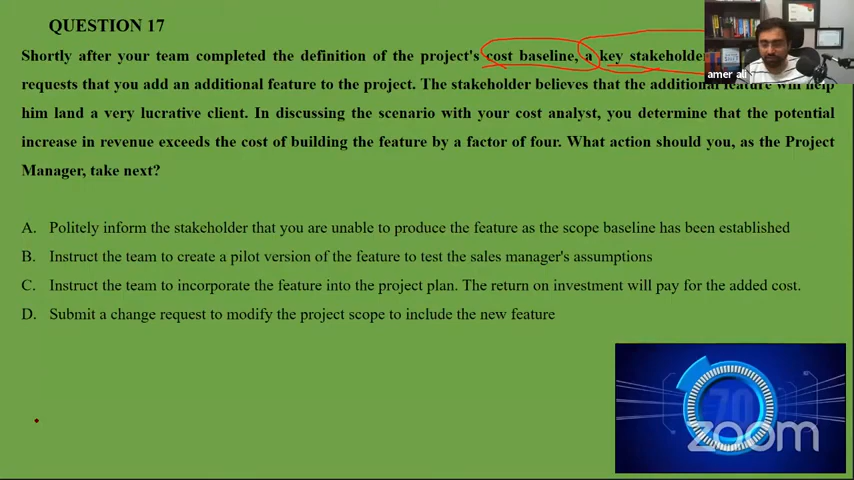 QUESTION 17
Shortly after your team completed the definition of the project's cost baseline, a key stakeholder
requests that you add an additional feature to the project. The stakeholder believes that the additional feature will help
him land a very lucrative client. In discussing the scenario with your cost analyst, you determine that the potential
increase in revenue exceeds the cost of building the feature by a factor of four. What action should you, as the Project
Manager, take next?
A. Politely inform the stakeholder that you are unable to produce the feature as the scope baseline has been established
B. Instruct the team to create a pilot version of the feature to test the sales manager's assumptions
C. Instruct the team to incorporate the feature into the project plan. The return on investment will pay for the added cost.
D. Submit a change request to modify the project scope to include the new feature
amer ali
70
zoom